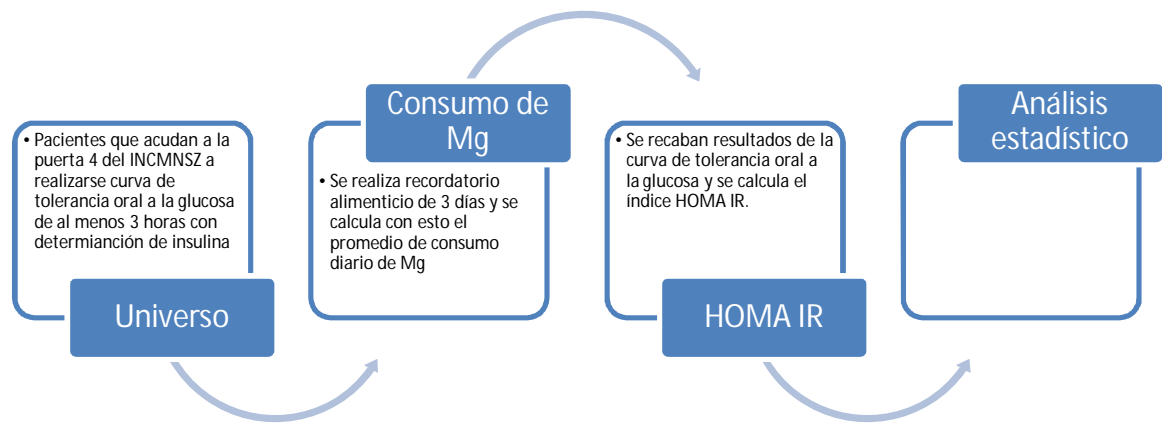 • Pacientes que acudan a la
puerta 4 del INCMNSZ a
realizarse curva de
tolerancia oral a la glucosa
de al menos 3 horas con
determianción de insulina
Universo
Consumo de
Mg
• Se realiza recordatorio
alimenticio de 3 días y se
calcula con esto el
promedio de consumo
diario de Mg
• Se recaban resultados de la
curva de tolerancia oral a
la glucosa y se calcula el
índice HOMA IR.
HOMA IR
Análisis
estadístico